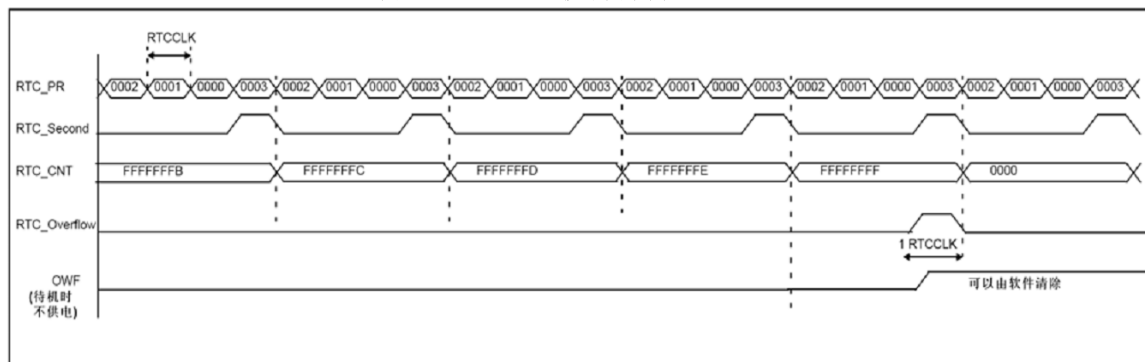 RTCCLK
RTC_PR 0002 0001 0000 0003 0002 0001 0000 0003 0002 0001 0000 0003 0002 0001 0000 0003 0002 0001 0000 0003 0002 0001 0000 0003
RTC_Second
RTC_CNT FFFFFFFB FFFFFFFC FFFFFFFD FFFFFFFE FFFFFFFF 0000
RTC_Overflow
1 RTCCLK
OWF 可以由软件清除
(待机时
不供电)